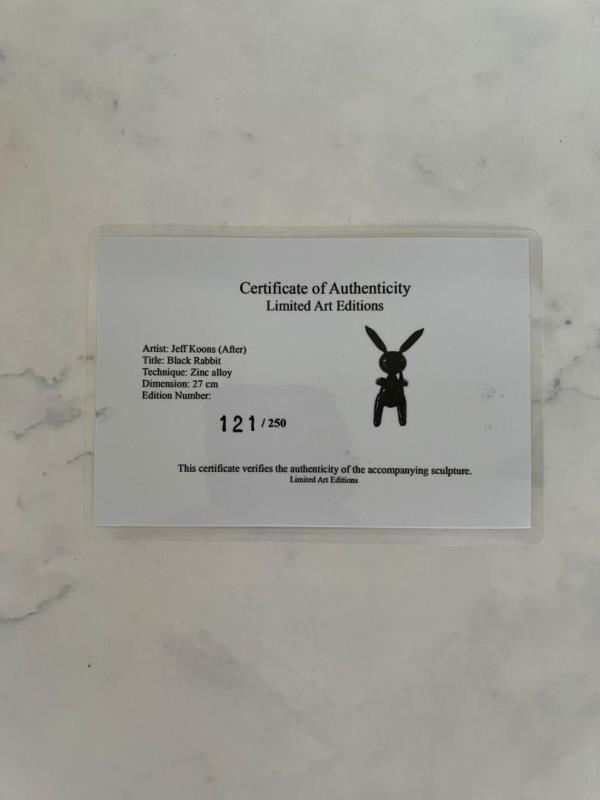 Certificate of Authenticity
Limited Art Editions
Artist: Jeff Koons (After)
Title: Black Rabbit
Technique: Zinc alloy
Dimension: 27 cm
Edition Number:
121 / 250
This certificate verifies the authenticity of the accompanying sculpture.
Limited Art Editions